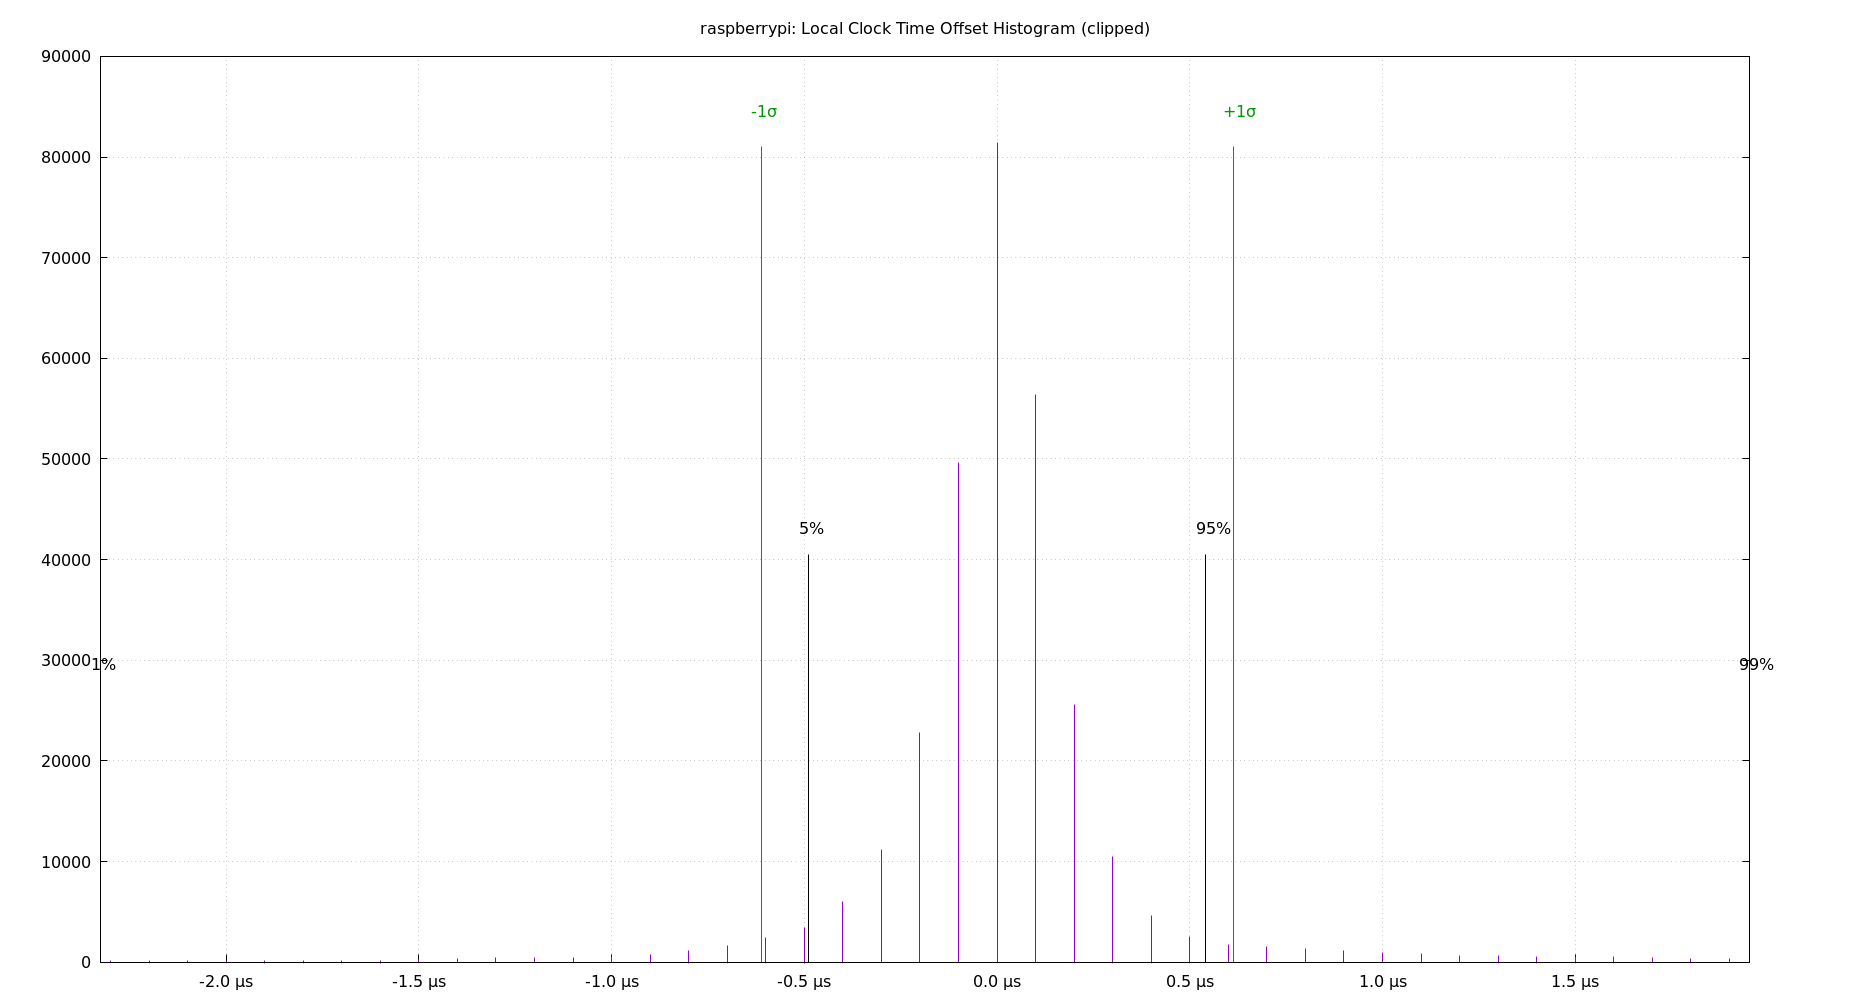 raspberrypi: Local Clock Time Offset Histogram (clipped)
90000
-1σ +1σ
80000
70000
60000
50000
5% 95%
40000
30000 1% 99%
20000
10000
0
-2.0 µs -1.5 µs -1.0 µs -0.5 µs 0.0 µs 0.5 µs 1.0 µs 1.5 µs